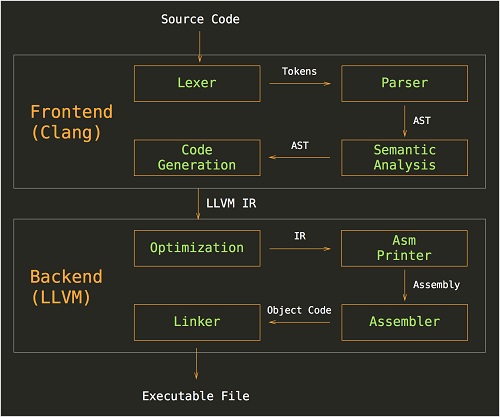 Source Code
Frontend
(Clang)
Lexer
Tokens
Parser
AST
Semantic
Analysis
AST
Code
Generation
LLVM IR
Backend
(LLVM)
Optimization
IR
Asm
Printer
Assembly
Assembler
Object Code
Linker
Executable File